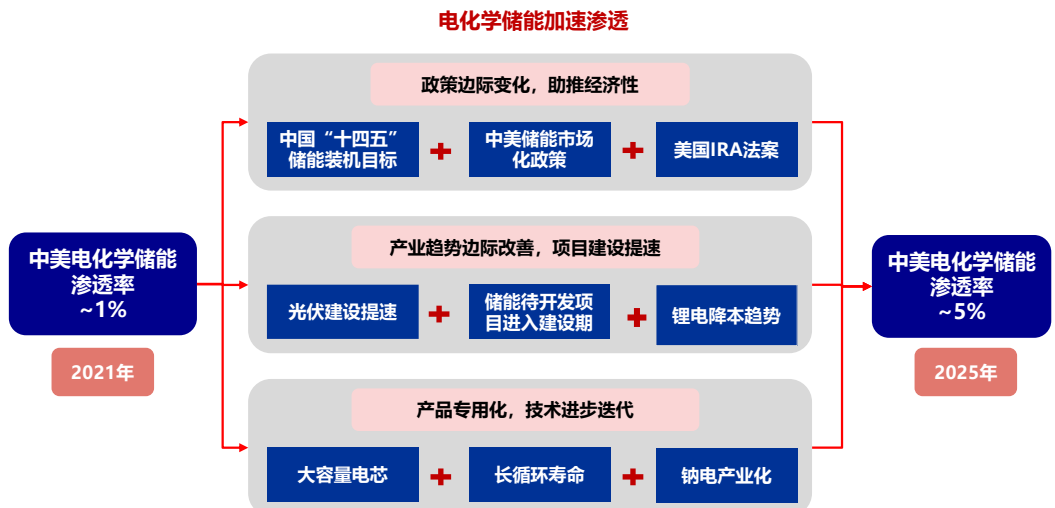 电化学储能加速渗透
政策边际变化，助推经济性
中国“十四五”
储能装机目标
+
中美储能市场
化政策
+
美国IRA法案
产业趋势边际改善，项目建设提速
光伏建设提速
+
储能待开发项
目进入建设期
+
锂电降本趋势
产品专用化，技术进步迭代
大容量电芯
+
长循环寿命
+
钠电产业化
中美电化学储能
渗透率
~1%
2021年
中美电化学储能
渗透率
~5%
2025年